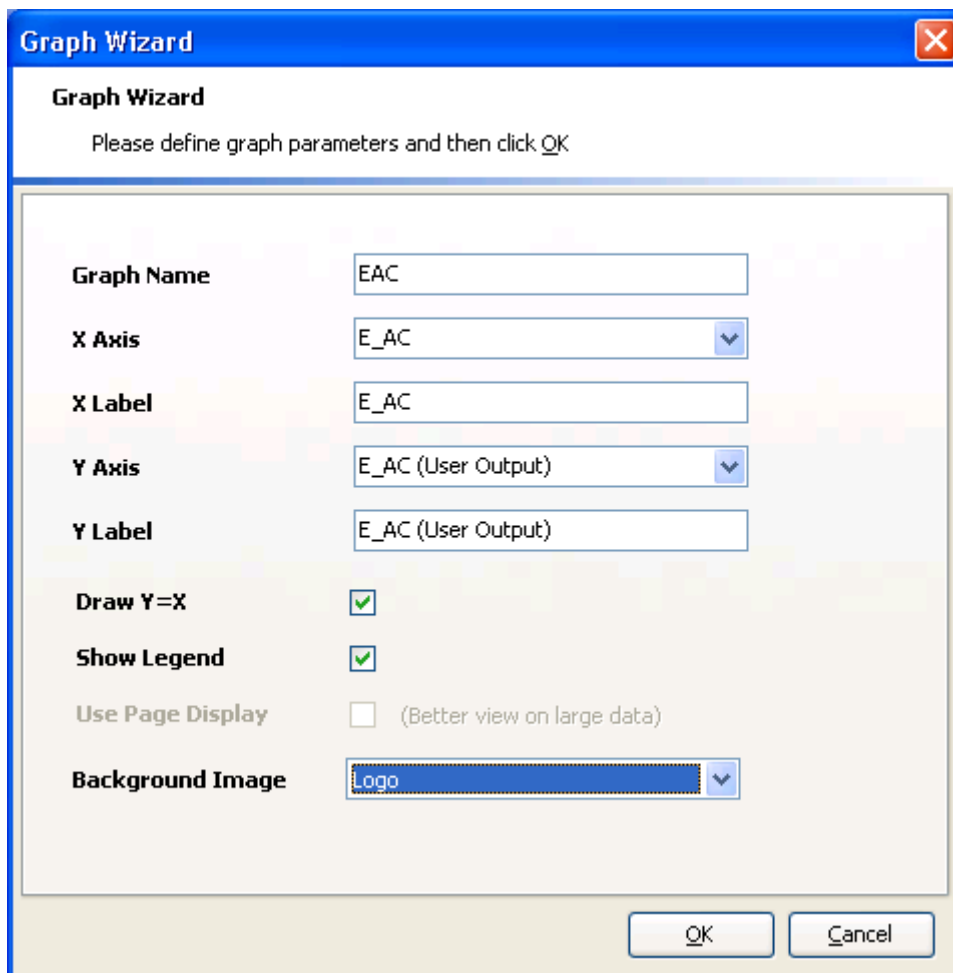 Graph Wizard
Graph Wizard
Please define graph parameters and then click OK
Graph Name EAC
X Axis E_AC
X Label E_AC
Y Axis E_AC (User Output)
Y Label E_AC (User Output)
Draw Y=X
Show Legend
Use Page Display (Better view on large data)
Background Image Logo
OK Cancel